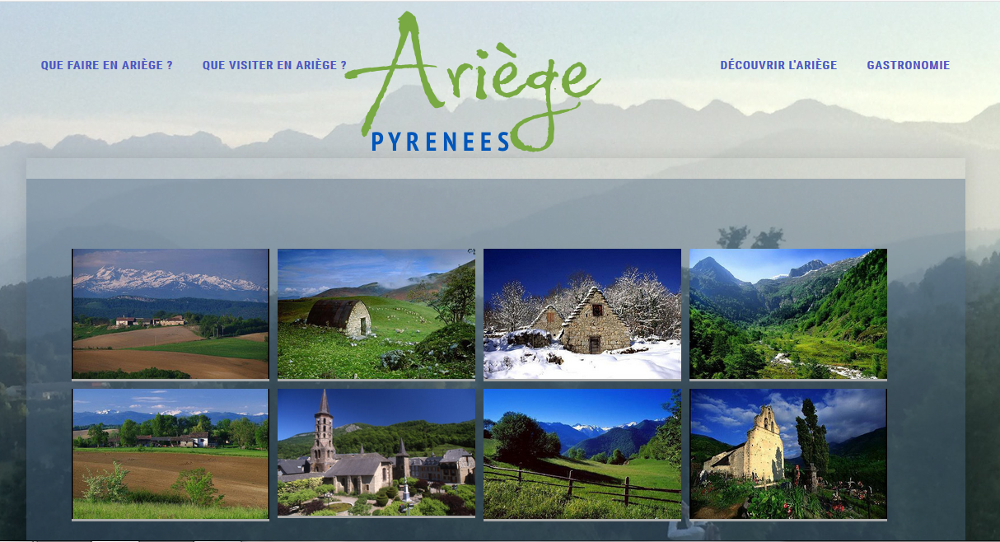 QUE FAIRE EN ARIÈGE ?
QUE VISITER EN ARIÈGE ?
Ariège
PYRENEES
DÉCOUVRIR L'ARIÈGE
GASTRONOMIE